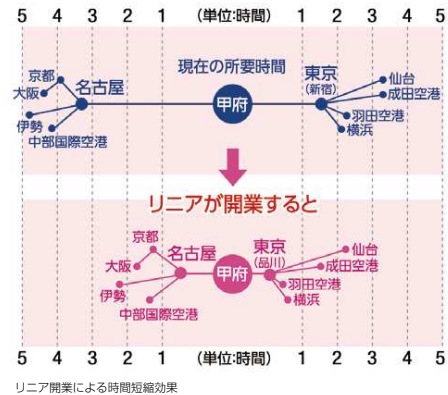 5 4 3 2 1 (単位:時間) 1 2 3 4 5
現在の所要時間
京都
大阪
伊勢
中部国際空港
名古屋
甲府
東京
(新宿)
仙台
成田空港
羽田空港
横浜
リニアが開業すると
京都
大阪
伊勢
中部国際空港
名古屋
甲府
東京
(品川)
仙台
成田空港
羽田空港
横浜
5 4 3 2 1 (単位:時間) 1 2 3 4 5
リニア開業による時間短縮効果